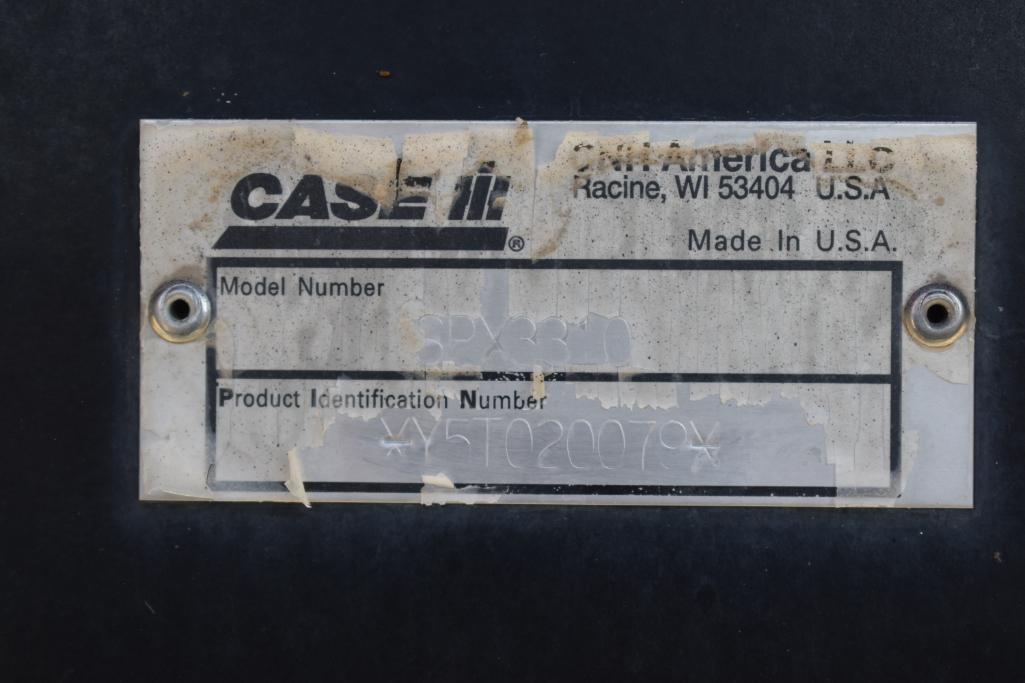 CASE IH
®
CNH America LLC
Racine, WI 53404 U.S.A
Made In U.S.A.
Model Number
SPX3310
Product Identification Number
*Y5T020079*